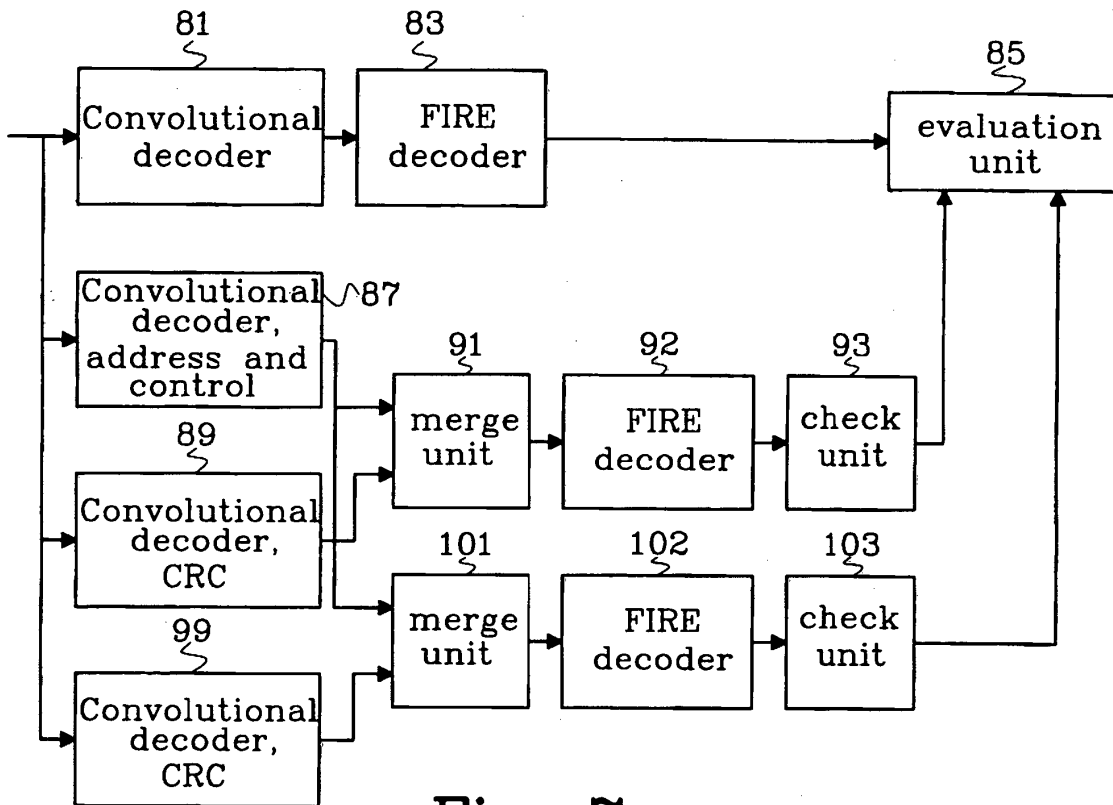 81
83
85
Convolutional
decoder
FIRE
decoder
evaluation
unit
Convolutional
decoder,
address and
control
87
91
92
93
merge
unit
FIRE
decoder
check
unit
89
Convolutional
decoder,
CRC
101
102
103
merge
unit
FIRE
decoder
check
unit
99
Convolutional
decoder,
CRC